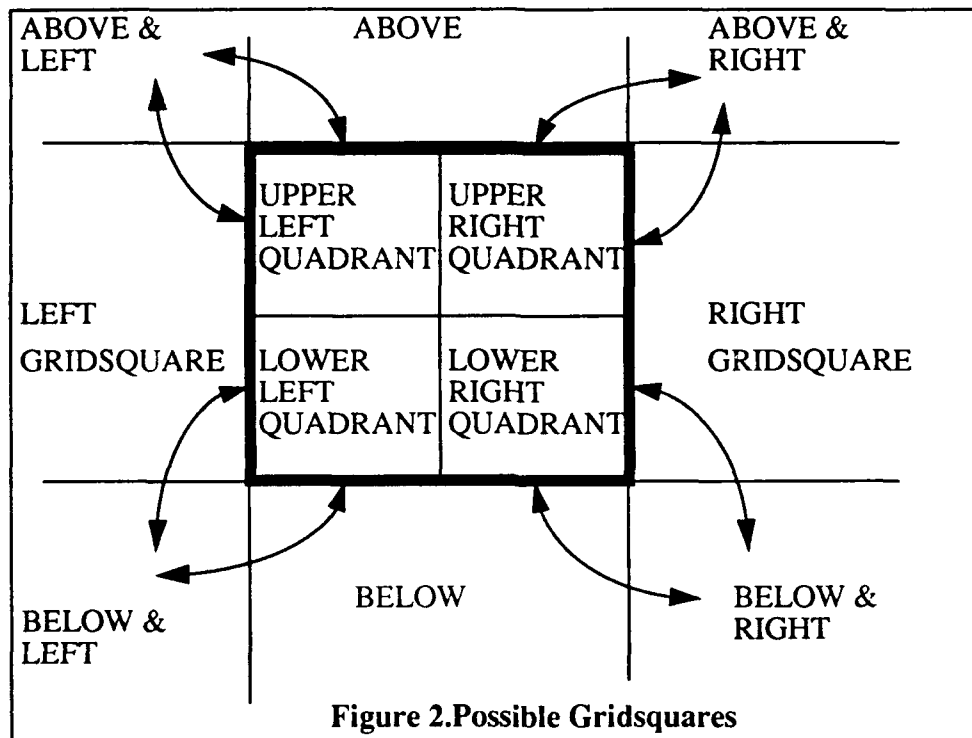 ABOVE &
LEFT
ABOVE
ABOVE &
RIGHT
UPPER
LEFT
QUADRANT
UPPER
RIGHT
QUADRANT
LEFT
GRIDSQUARE
RIGHT
GRIDSQUARE
LOWER
LEFT
QUADRANT
LOWER
RIGHT
QUADRANT
BELOW &
LEFT
BELOW
BELOW &
RIGHT
Figure 2.Possible Gridsquares